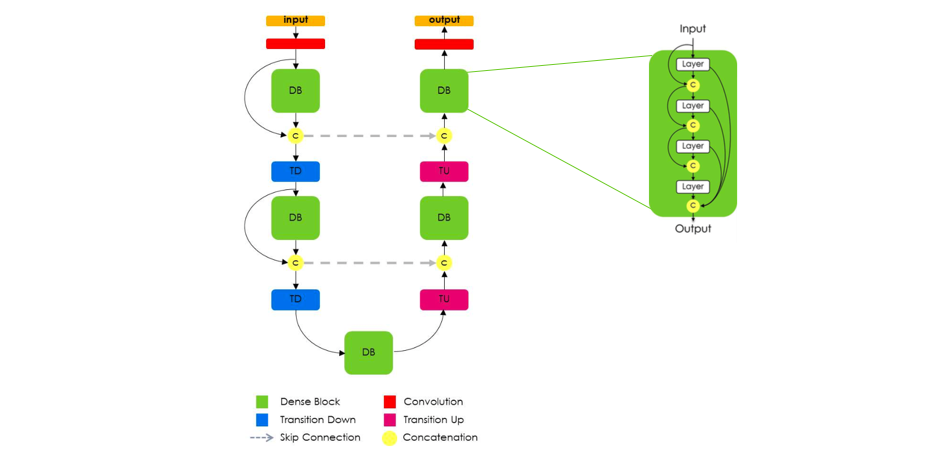 input
output
DB
DB
C
C
TD
TU
DB
DB
C
C
TD
TU
DB
Input
Layer
C
Layer
C
Layer
C
Layer
C
Output
Dense Block
Convolution
Transition Down
Transition Up
Skip Connection
Concatenation